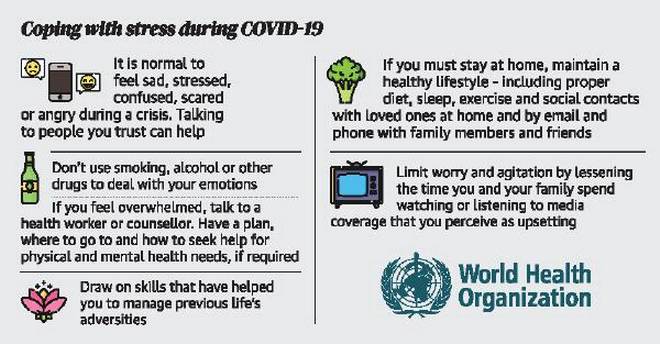 Coping with stress during COVID-19
It is normal to
feel sad, stressed,
confused, scared
or angry during a crisis. Talking
to people you trust can help
Don't use smoking, alcohol or other
drugs to deal with your emotions
If you feel overwhelmed, talk to a
health worker or counsellor. Have a plan,
where to go to and how to seek help for
physical and mental health needs, if required
Draw on skills that have helped
you to manage previous life's
adversities
If you must stay at home, maintain a
healthy lifestyle - including proper
diet, sleep, exercise and social contacts
with loved ones at home and by email and
phone with family members and friends
Limit worry and agitation by lessening
the time you and your family spend
watching or listening to media
coverage that you perceive as upsetting
World Health
Organization